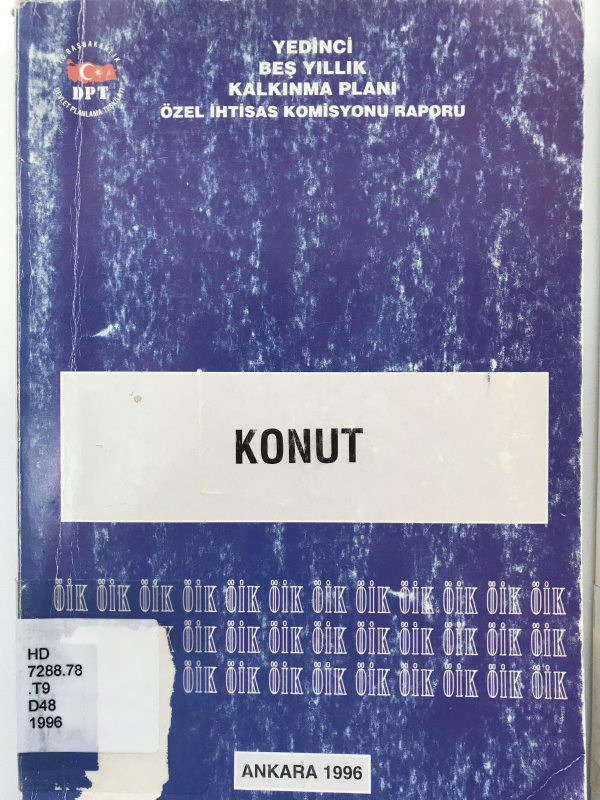 YEDİNCİ
BEŞ YILLIK
KALKINMA PLANI
ÖZEL İHTİSAS KOMİSYONU RAPORU
BAŞBAKANLIK
DPT
DEVLET PLANLAMA TEŞKİLATI
KONUT
ÖİK ÖİK ÖİK ÖİK ÖİK ÖİK ÖİK ÖİK ÖİK ÖİK ÖİK ÖİK
ÖİK ÖİK ÖİK ÖİK ÖİK ÖİK ÖİK ÖİK ÖİK
ÖİK ÖİK ÖİK ÖİK ÖİK ÖİK ÖİK ÖİK ÖİK
HD
7288.78
.T9
D48
1996
ANKARA 1996